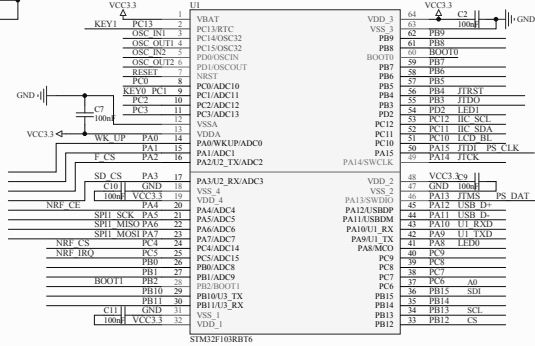 VCC3.3 U1 VCC3.3
1 VBAT VDD_3 64 C2
KEY1 PC13 2 PC13/RTC VSS_3 63 100nF GND
OSC_IN1 3 PC14/OSC32 PB9 62 PB9
OSC_OUT1 4 PC15/OSC32 PB8 61 PB8
OSC_IN2 5 PD0/OSCIN BOOT0 60 BOOT0
OSC_OUT2 6 PD1/OSCOUT PB7 59 PB7
RESET 7 NRST PB6 58 PB6
PC0 8 PC0/ADC10 PB5 57 PB5
KEY0 PC1 9 PC1/ADC11 PB4 56 PB4 JTRST
GND PC2 10 PC2/ADC12 PB3 55 PB3 JTDO
PC3 11 PC3/ADC13 PD2 54 PD2 LED1
C7 12 VSSA PC12 53 PC12 IIC_SCL
100nF 13 VDDA PC11 52 PC11 IIC_SDA
VCC3.3 WK_UP PA0 14 PA0/WKUP/ADC0 PC10 51 PC10 LCD_BL
PA1 15 PA1/ADC1 PA15 50 PA15 JTDI PS_CLK
F_CS PA2 16 PA2/U2_TX/ADC2 PA14/SWCLK 49 PA14 JTCK
SD_CS PA3 17 PA3/U2_RX/ADC3 VDD_2 48 VCC3.3 C9
C10 GND 18 VSS_4 VSS_2 47 GND 100nF
100nF VCC3.3 19 VDD_4 PA13/SWDIO 46 PA13 JTMS PS_DAT
NRF_CE PA4 20 PA4/ADC4 PA12/USBDP 45 PA12 USB D+
SPI1_SCK PA5 21 PA5/ADC5 PA11/USBDM 44 PA11 USB D-
SPI1_MISO PA6 22 PA6/ADC6 PA10/U1_RX 43 PA10 U1_RXD
SPI1_MOSI PA7 23 PA7/ADC7 PA9/U1_TX 42 PA9 U1_TXD
NRF_CS PC4 24 PC4/ADC14 PA8/MCO 41 PA8 LED0
NRF_IRQ PC5 25 PC5/ADC15 PC9 40 PC9
PB0 26 PB0/ADC8 PC8 39 PC8
PB1 27 PB1/ADC9 PC7 38 PC7
BOOT1 PB2 28 PB2/BOOT1 PC6 37 PC6 A0
PB10 29 PB10/U3_TX PB15 36 PB15 SDI
PB11 30 PB11/U3_RX PB14 35
C11 GND 31 VSS_1 PB13 34 PB13 SCL
100nF VCC3.3 32 VDD_1 PB12 33 PB12 CS
STM32F103RBT6